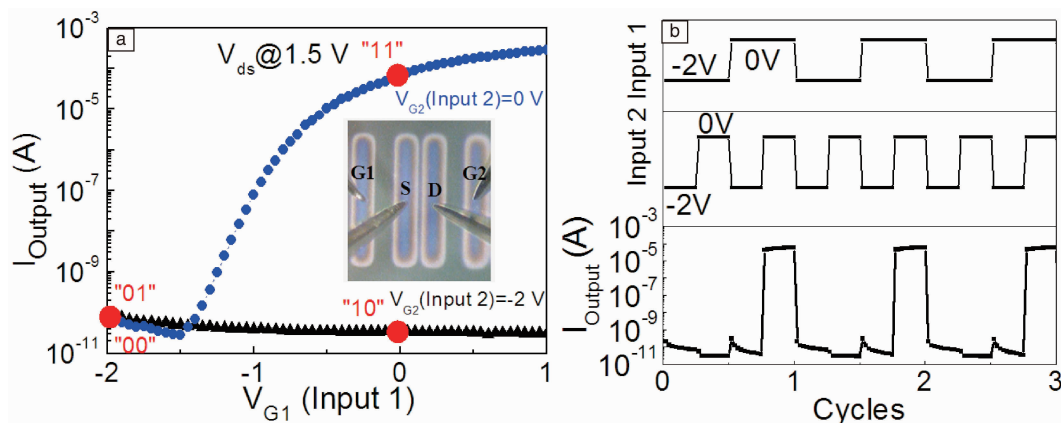 a
V_ds@1.5 V
"11"
V_G2(Input 2)=0 V
G1
S
D
G2
"01"
"00"
"10"
V_G2(Input 2)=-2 V
10^-3
10^-5
10^-7
10^-9
10^-11
I_Output (A)
-2
-1
0
1
V_G1 (Input 1)
b
Input 1
-2V
0V
Input 2
0V
-2V
I_Output (A)
10^-3
10^-5
10^-7
10^-9
10^-11
0
1
2
3
Cycles